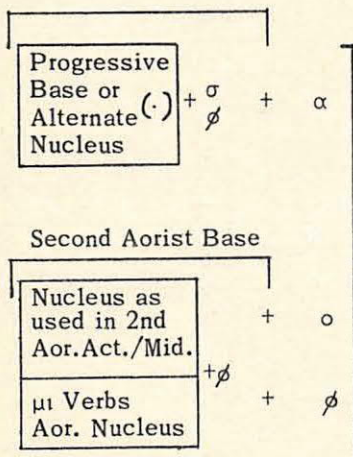 Progressive
Base or
Alternate (·) + σ + α
Nucleus ∅
Second Aorist Base
Nucleus as
used in 2nd + ο
Aor.Act./Mid.
+∅
μι Verbs + ∅
Aor. Nucleus